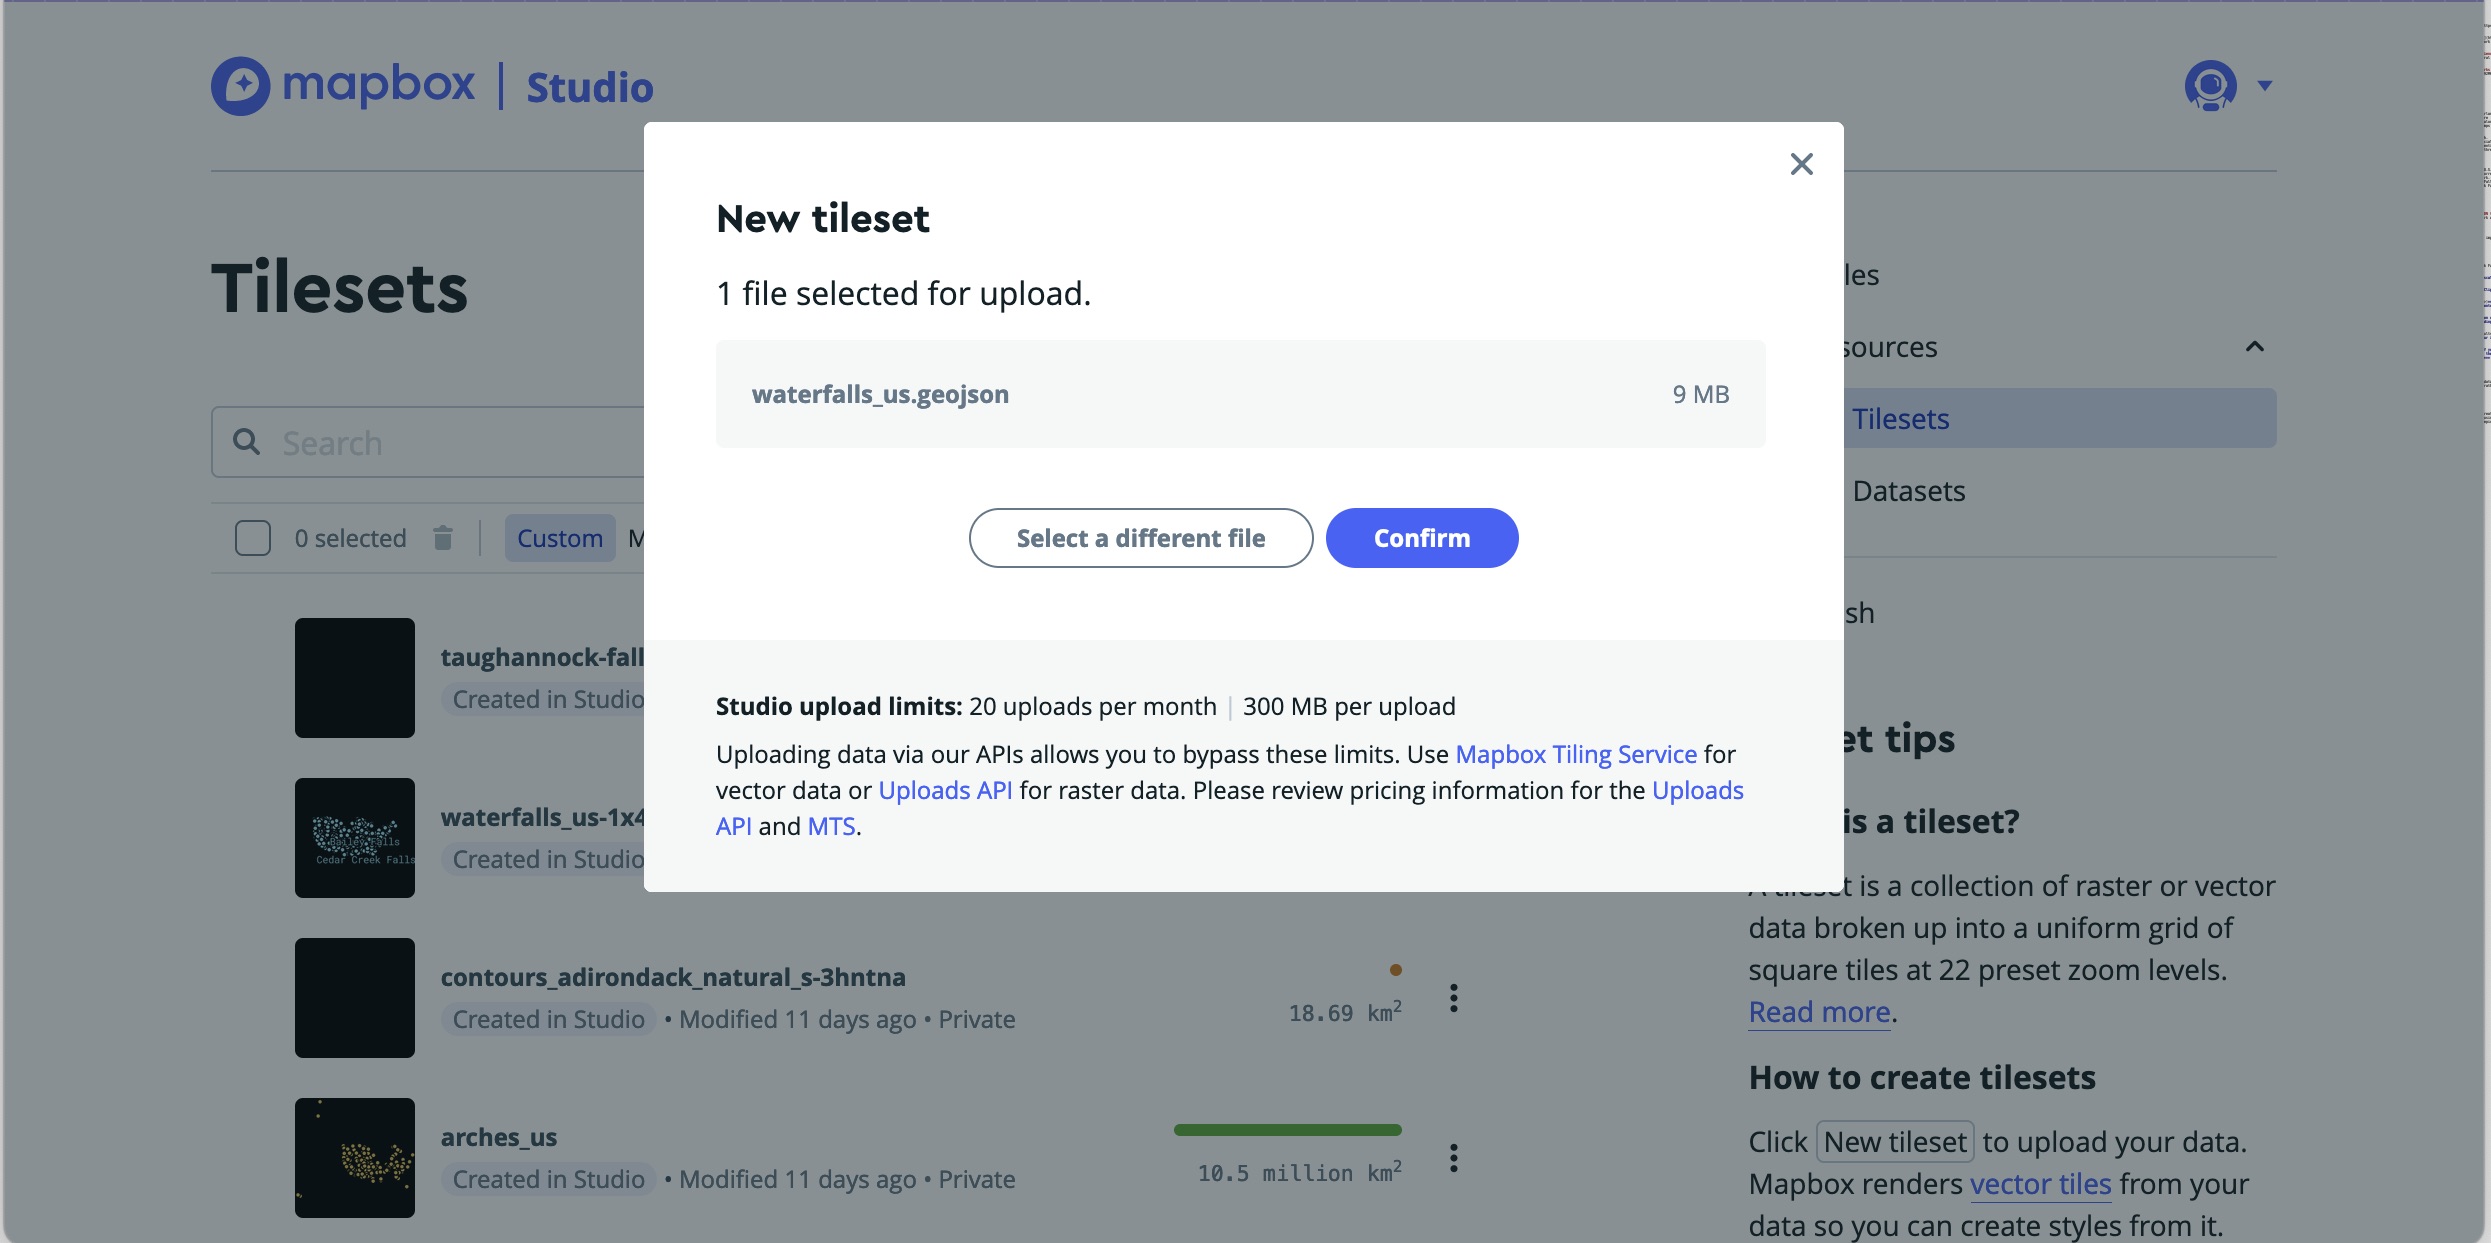 mapbox | Studio
New tileset
1 file selected for upload.
waterfalls_us.geojson 9 MB
Select a different file Confirm
Studio upload limits: 20 uploads per month | 300 MB per upload
Uploading data via our APIs allows you to bypass these limits. Use Mapbox Tiling Service for
vector data or Uploads API for raster data. Please review pricing information for the Uploads
API and MTS.
Tilesets
Search
0 selected Custom M
taughannock-fall
Created in Studio
waterfalls_us-1x4
Created in Studio
Bailey Falls
Cedar Creek Falls
contours_adirondack_natural_s-3hntna
Created in Studio • Modified 11 days ago • Private
18.69 km²
arches_us
Created in Studio • Modified 11 days ago • Private
10.5 million km²
les
sources
Tilesets
Datasets
sh
et tips
is a tileset?
A tileset is a collection of raster or vector
data broken up into a uniform grid of
square tiles at 22 preset zoom levels.
Read more.
How to create tilesets
Click New tileset to upload your data.
Mapbox renders vector tiles from your
data so you can create styles from it.